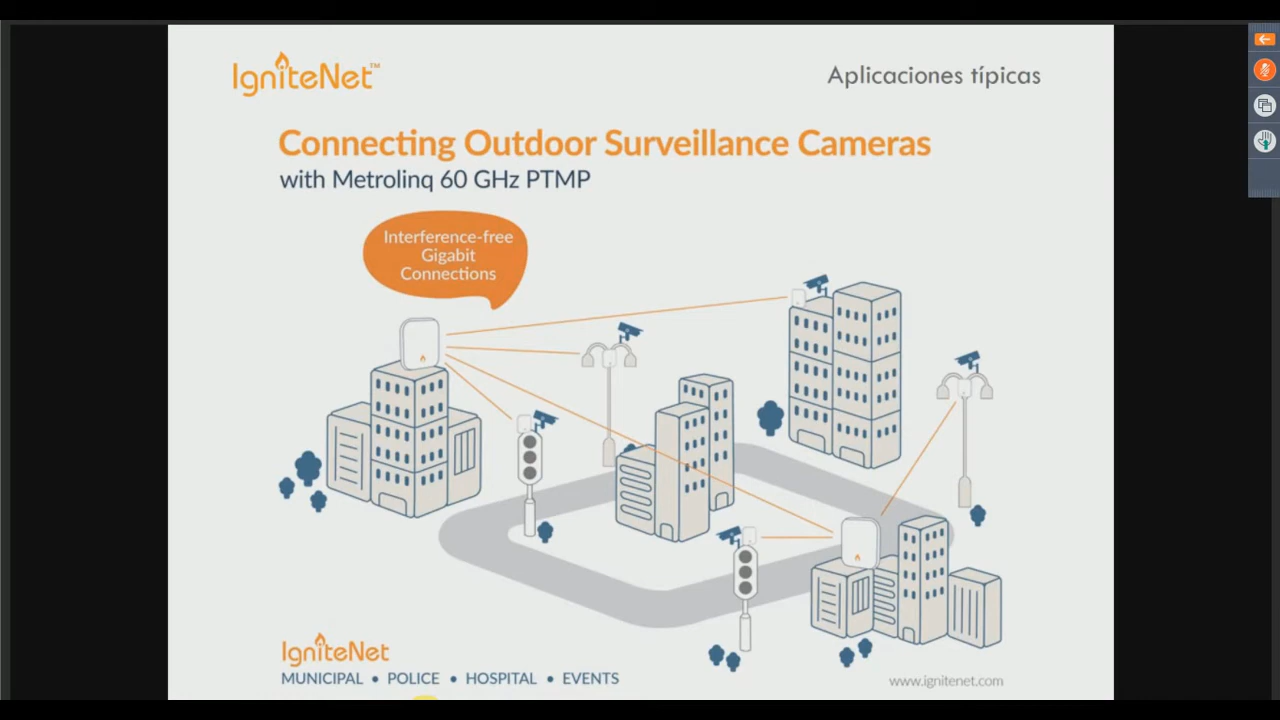 IgniteNet™
Aplicaciones típicas
Connecting Outdoor Surveillance Cameras
with Metrolinq 60 GHz PTMP
Interference-free
Gigabit
Connections
IgniteNet
MUNICIPAL • POLICE • HOSPITAL • EVENTS
www.ignitenet.com